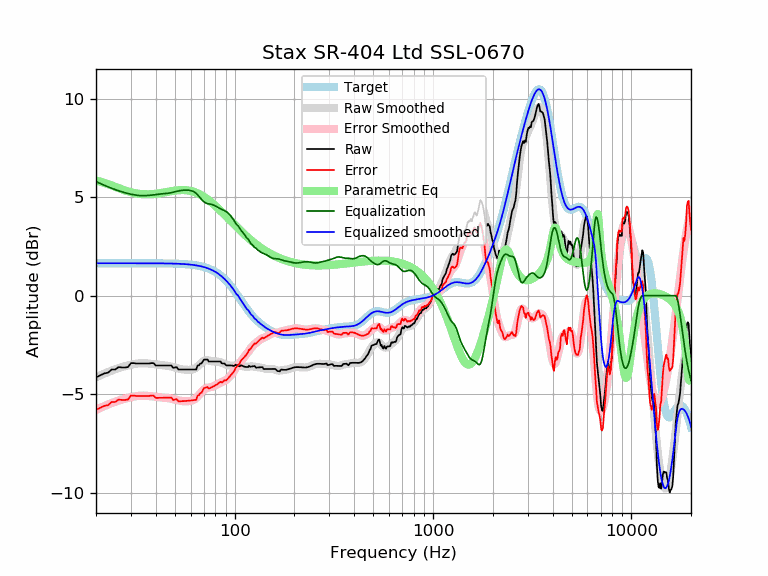 Stax SR-404 Ltd SSL-0670
Target
Raw Smoothed
Error Smoothed
Raw
Error
Parametric Eq
Equalization
Equalized smoothed
Amplitude (dBr)
10
5
0
−5
−10
100
1000
10000
Frequency (Hz)